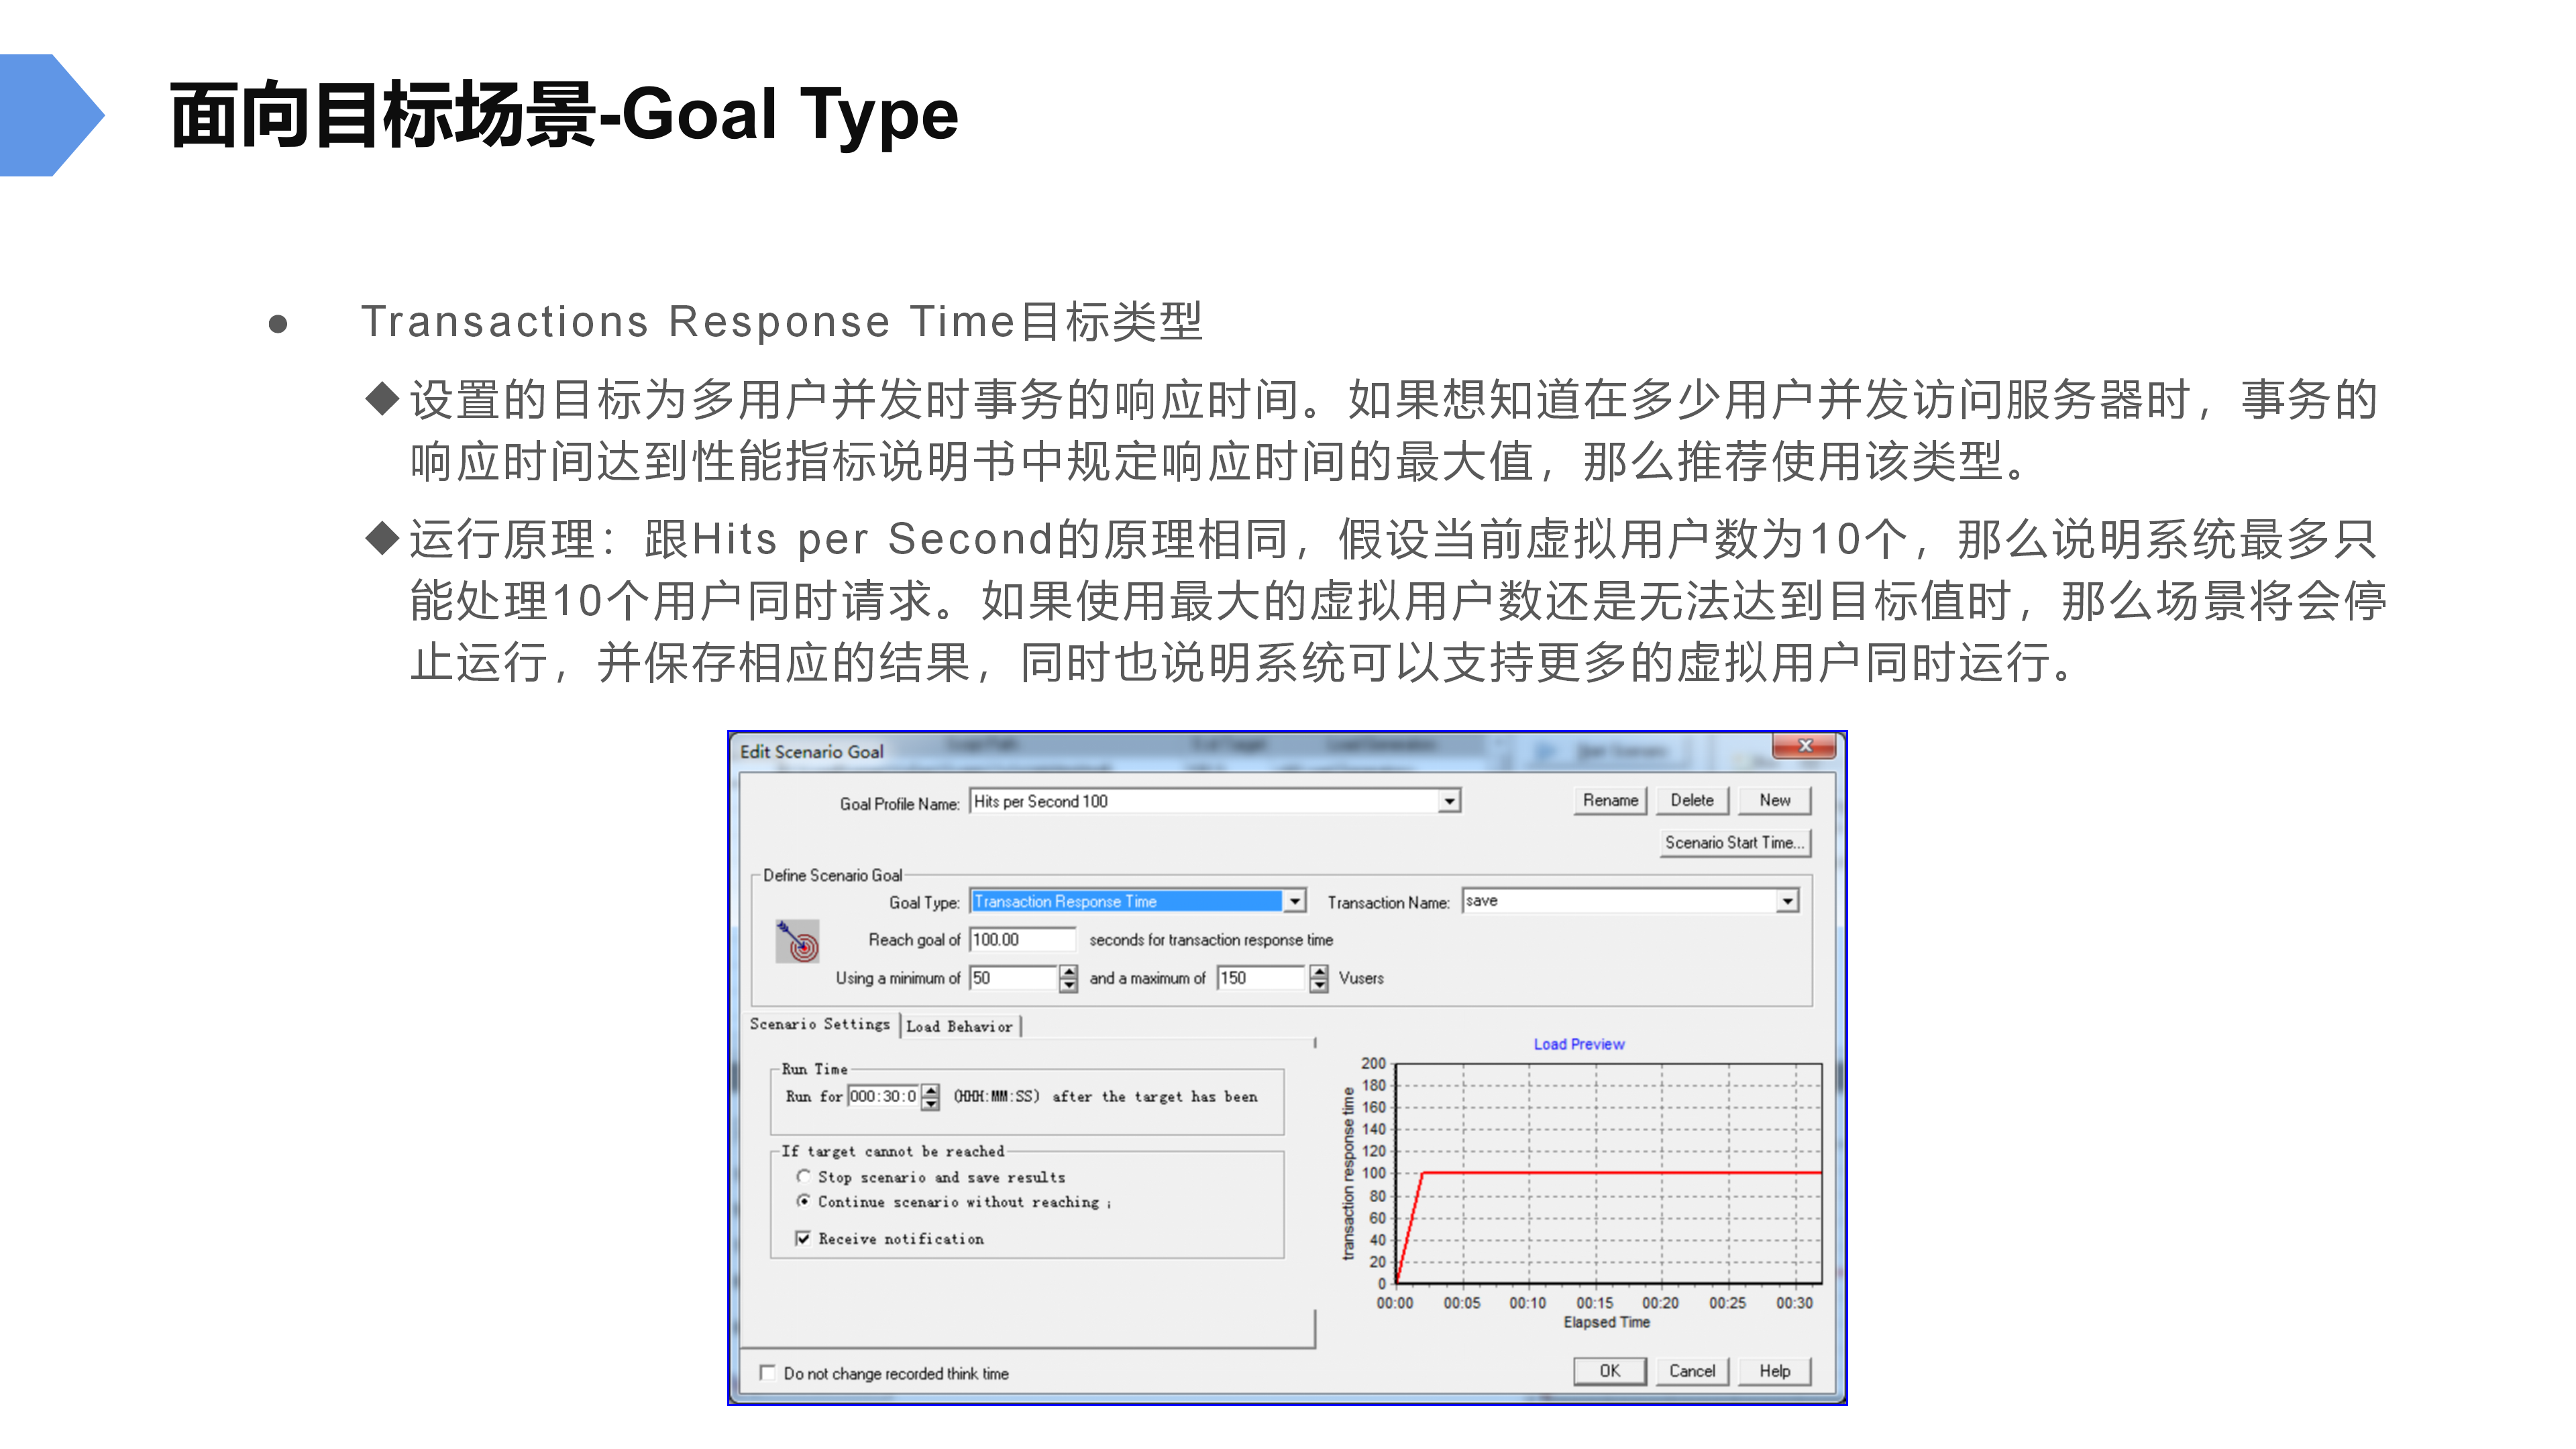 面向目标场景-Goal Type
● Transactions Response Time目标类型
◆设置的目标为多用户并发时事务的响应时间。如果想知道在多少用户并发访问服务器时，事务的
响应时间达到性能指标说明书中规定响应时间的最大值，那么推荐使用该类型。
◆运行原理：跟Hits per Second的原理相同，假设当前虚拟用户数为10个，那么说明系统最多只
能处理10个用户同时请求。如果使用最大的虚拟用户数还是无法达到目标值时，那么场景将会停
止运行，并保存相应的结果，同时也说明系统可以支持更多的虚拟用户同时运行。
Edit Scenario Goal
Goal Profile Name: Hits per Second 100 Rename Delete New
Scenario Start Time...
Define Scenario Goal
Goal Type: Transaction Response Time Transaction Name: save
Reach goal of 100.00 seconds for transaction response time
Using a minimum of 50 and a maximum of 150 Vusers
Scenario Settings Load Behavior
Run Time
Run for 000:30:0 (HHH:MM:SS) after the target has been
If target cannot be reached
Stop scenario and save results
Continue scenario without reaching
Receive notification
Load Preview
transaction response time
200
180
160
140
120
100
80
60
40
20
0
00:00 00:05 00:10 00:15 00:20 00:25 00:30
Elapsed Time
Do not change recorded think time
OK Cancel Help